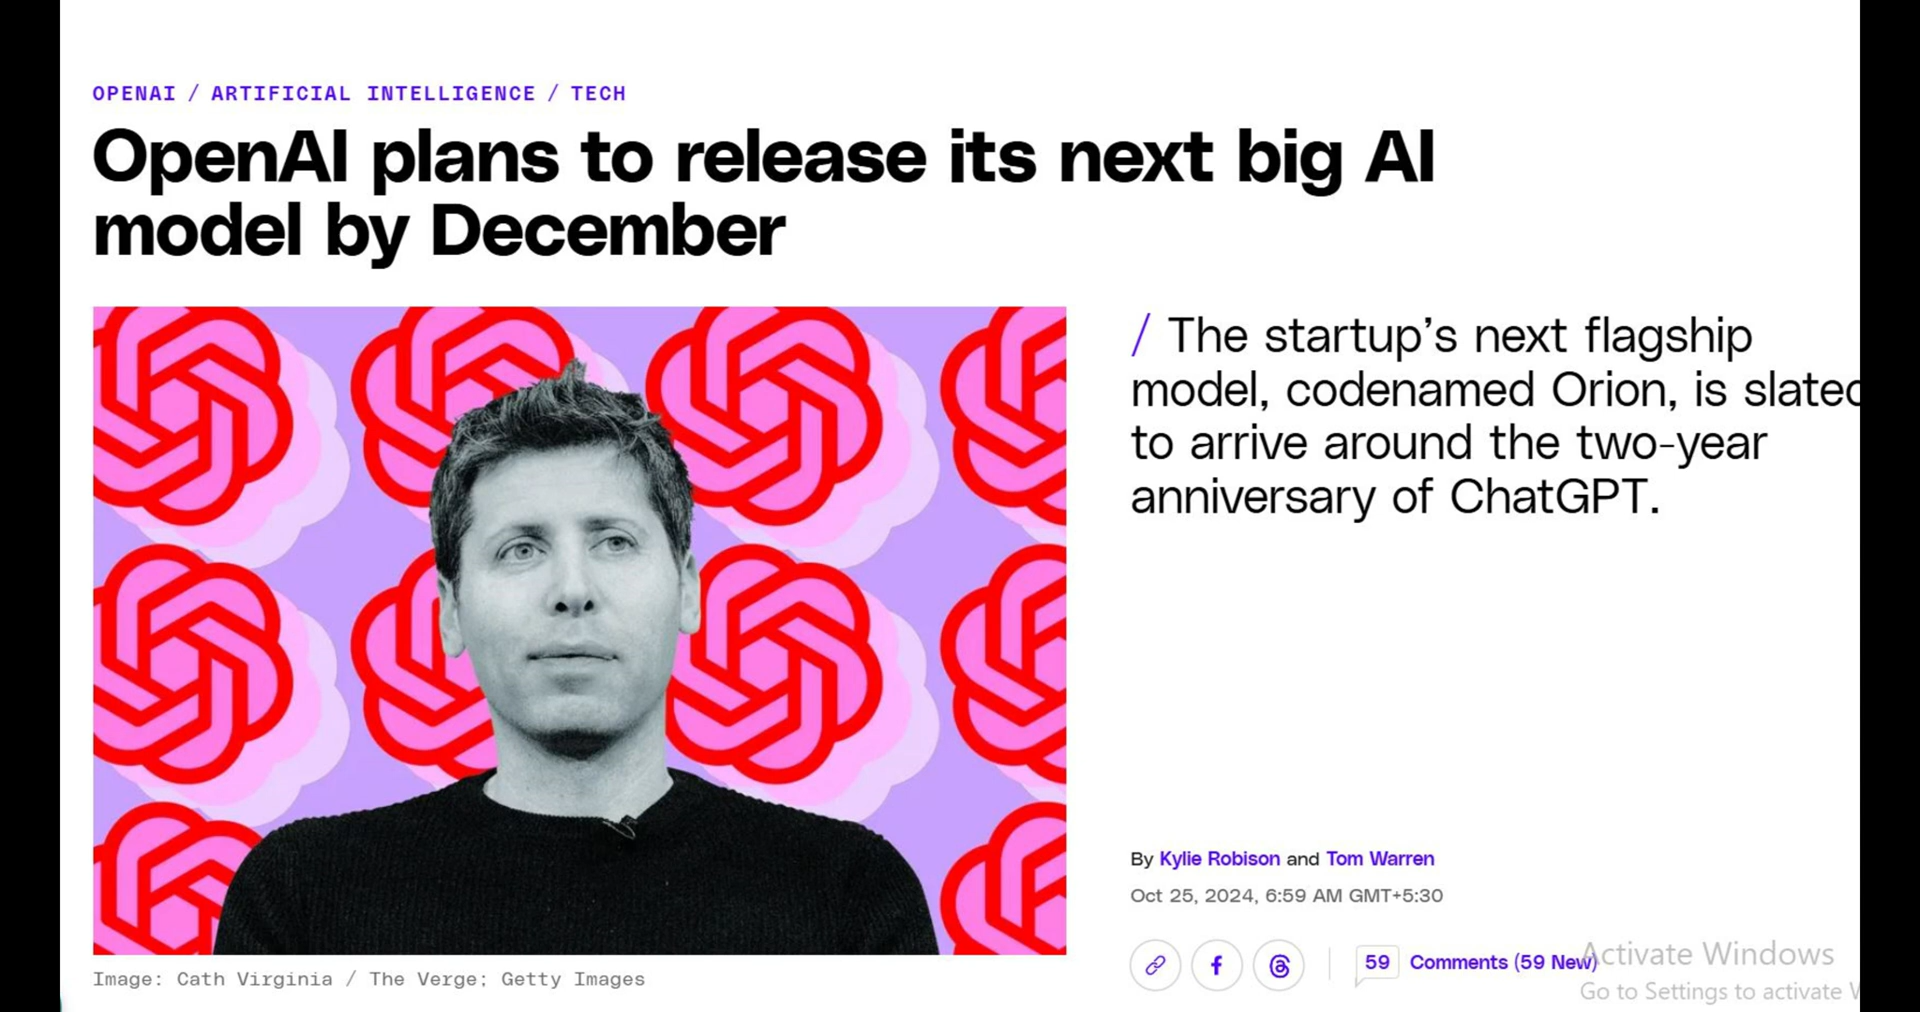 OPENAI / ARTIFICIAL INTELLIGENCE / TECH
OpenAI plans to release its next big AI
model by December
/ The startup’s next flagship
model, codenamed Orion, is slated
to arrive around the two-year
anniversary of ChatGPT.
By Kylie Robison and Tom Warren
Oct 25, 2024, 6:59 AM GMT+5:30
59 Comments (59 New)
Activate Windows
Go to Settings to activate
Image: Cath Virginia / The Verge; Getty Images